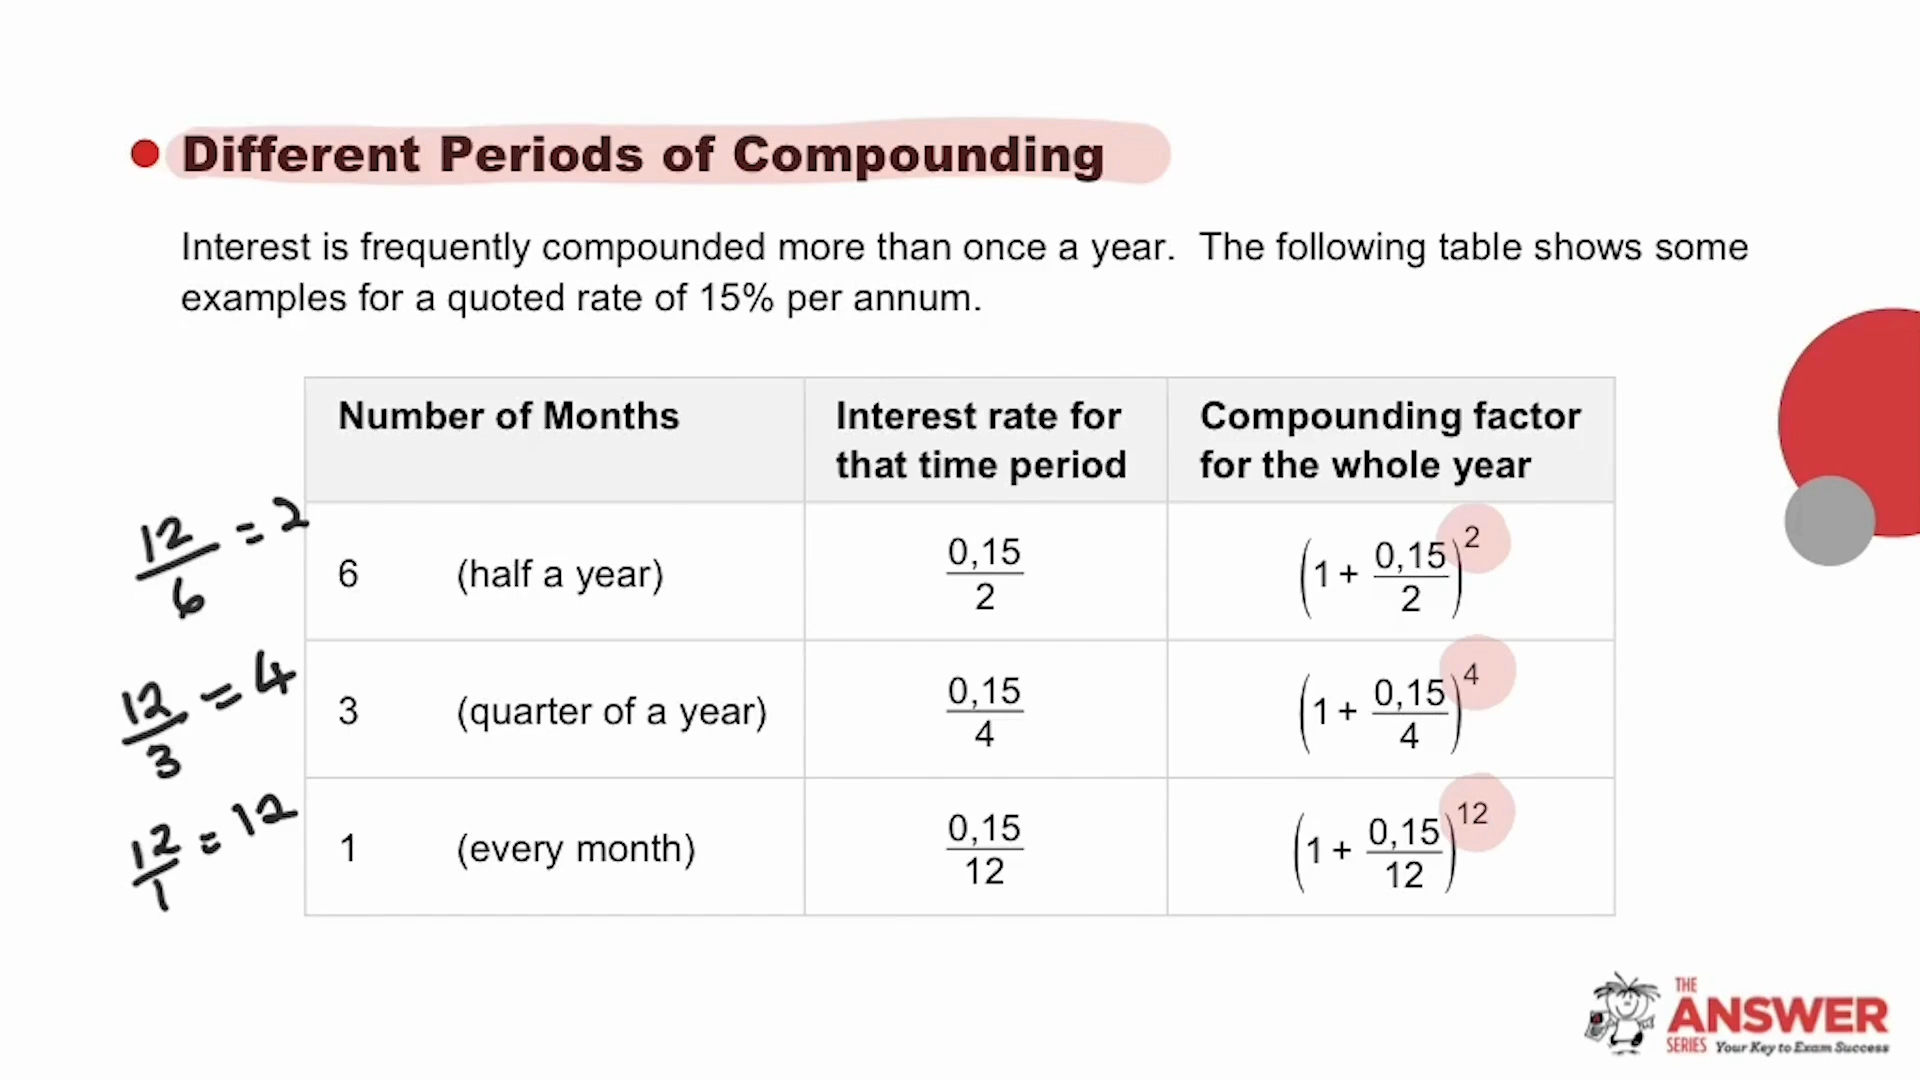 Different Periods of Compounding
Interest is frequently compounded more than once a year. The following table shows some
examples for a quoted rate of 15% per annum.
Number of Months
Interest rate for
that time period
Compounding factor
for the whole year
12/6 = 2
6 (half a year)
0,15/2
(1 + 0,15/2)^2
12/3 = 4
3 (quarter of a year)
0,15/4
(1 + 0,15/4)^4
12/1 = 12
1 (every month)
0,15/12
(1 + 0,15/12)^12
THE
ANSWER
SERIES Your Key to Exam Success